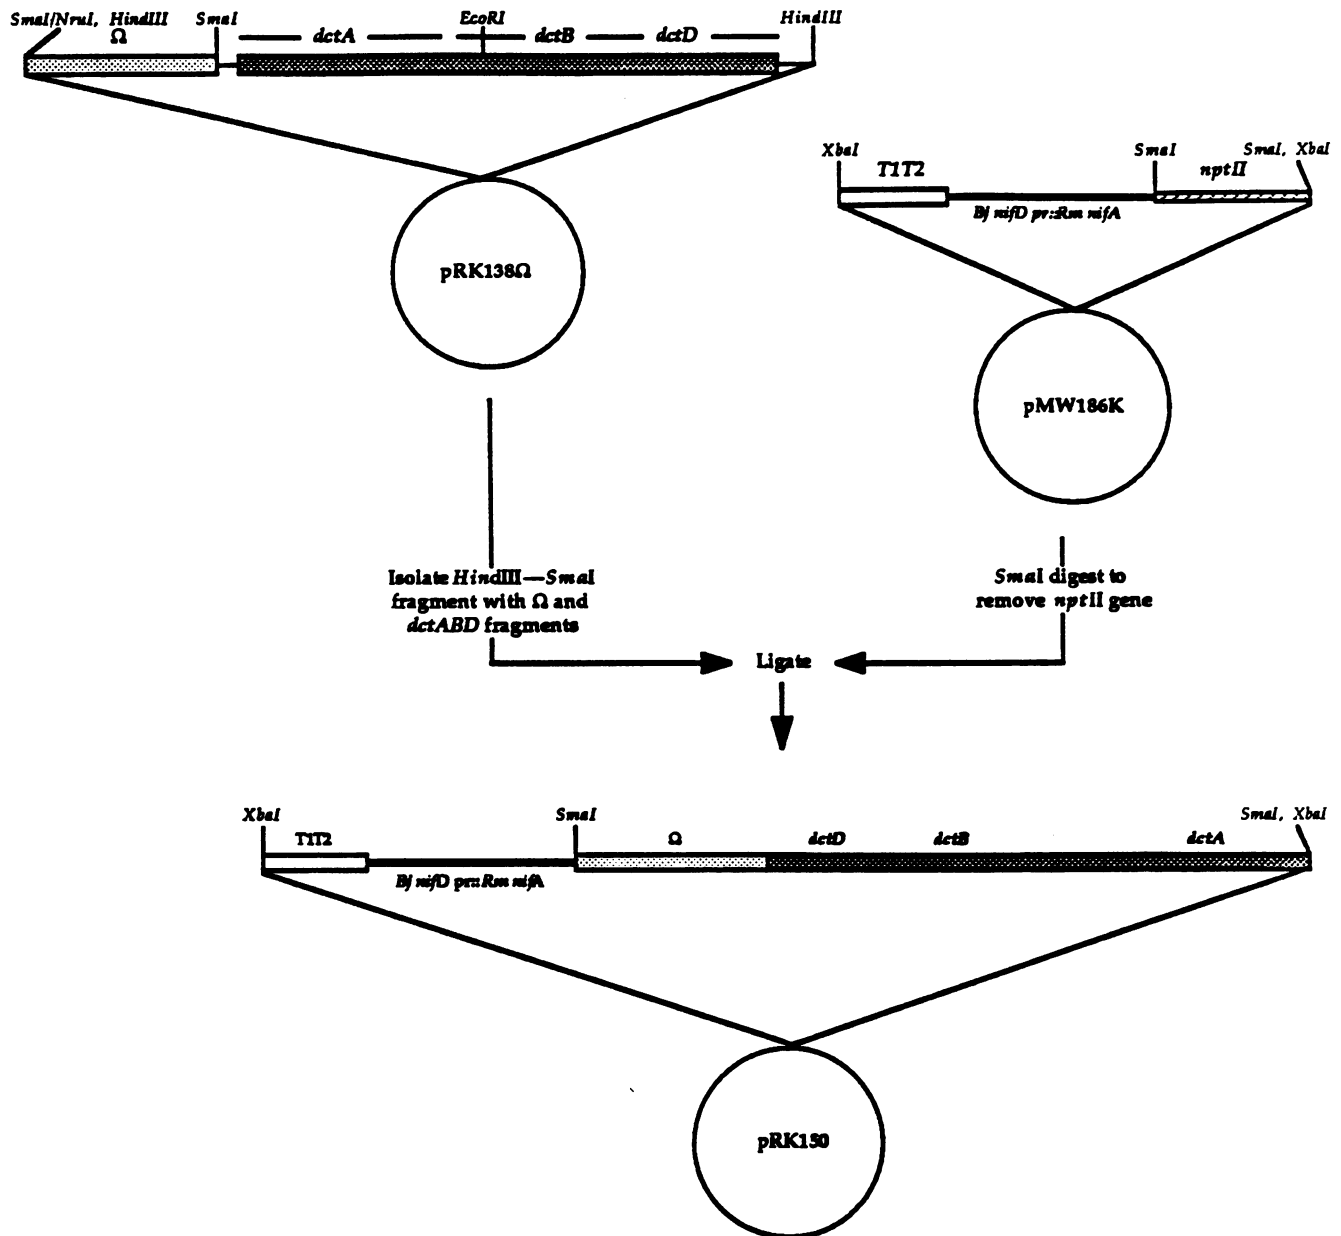 SmaI/NruI, HindIII
SmaI
EcoRI
HindIII
Ω
dctA
dctB
dctD
pRK138Ω
XbaI
SmaI
SmaI, XbaI
T1T2
nptII
Bj nifD pr::Rm nifA
pMW186K
Isolate HindIII—SmaI
fragment with Ω and
dctABD fragments
SmaI digest to
remove nptII gene
Ligate
XbaI
SmaI
SmaI, XbaI
T1T2
Ω
dctD
dctB
dctA
Bj nifD pr::Rm nifA
pRK150